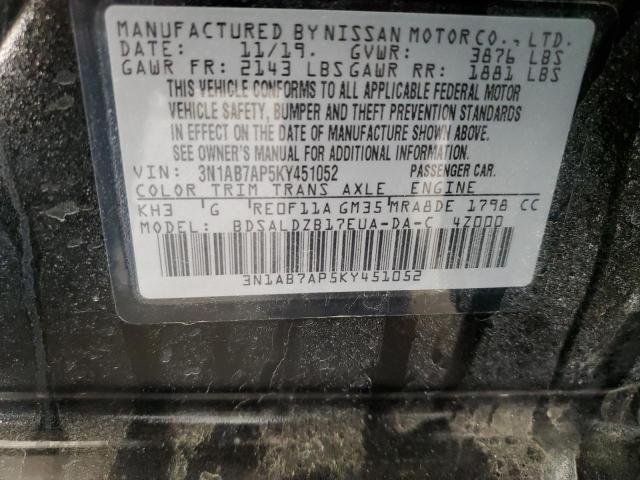 MANUFACTURED BY NISSAN MOTOR CO., LTD.
DATE: 11/19. GVWR: 3876 LBS
GAWR FR: 2143 LBS GAWR RR: 1881 LBS
THIS VEHICLE CONFORMS TO ALL APPLICABLE FEDERAL MOTOR
VEHICLE SAFETY, BUMPER AND THEFT PREVENTION STANDARDS
IN EFFECT ON THE DATE OF MANUFACTURE SHOWN ABOVE.
SEE OWNER'S MANUAL FOR ADDITIONAL INFORMATION.
VIN: 3N1AB7AP5KY451052 PASSENGER CAR.
COLOR TRIM TRANS AXLE ENGINE
KH3 G RE0F11A GM35 MRA8DE 1798 CC
MODEL: BDSALDZB17EUA-DA-C 4Z000
3N1AB7AP5KY451052